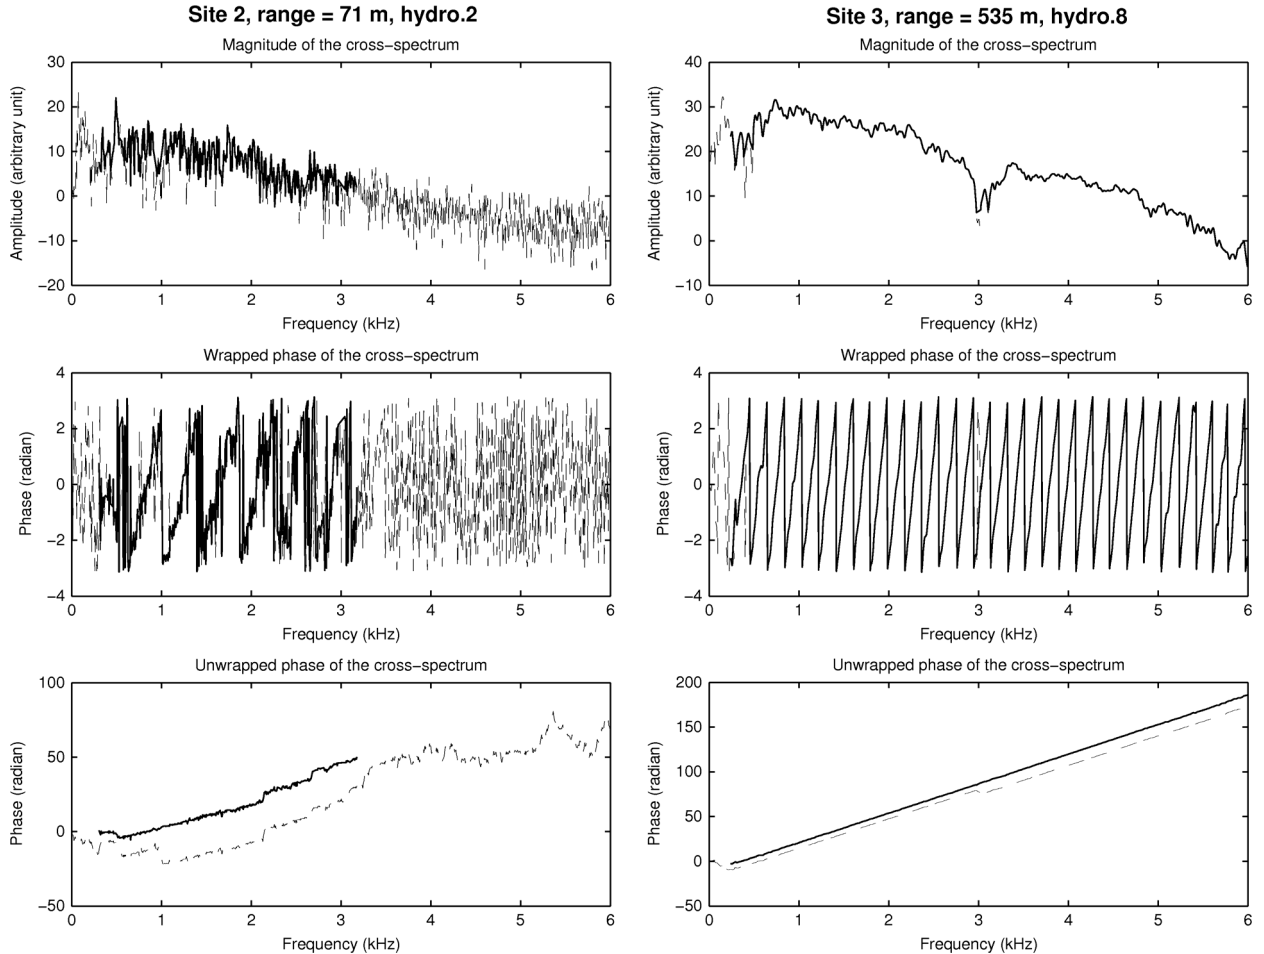 Site 2, range = 71 m, hydro.2
Magnitude of the cross−spectrum
Amplitude (arbitrary unit)
30
20
10
0
−10
−20
0 1 2 3 4 5 6
Frequency (kHz)
Wrapped phase of the cross−spectrum
Phase (radian)
4
2
0
−2
−4
0 1 2 3 4 5 6
Frequency (kHz)
Unwrapped phase of the cross−spectrum
Phase (radian)
100
50
0
−50
0 1 2 3 4 5 6
Frequency (kHz)
Site 3, range = 535 m, hydro.8
Magnitude of the cross−spectrum
Amplitude (arbitrary unit)
40
30
20
10
0
−10
0 1 2 3 4 5 6
Frequency (kHz)
Wrapped phase of the cross−spectrum
Phase (radian)
4
2
0
−2
−4
0 1 2 3 4 5 6
Frequency (kHz)
Unwrapped phase of the cross−spectrum
Phase (radian)
200
150
100
50
0
−50
0 1 2 3 4 5 6
Frequency (kHz)